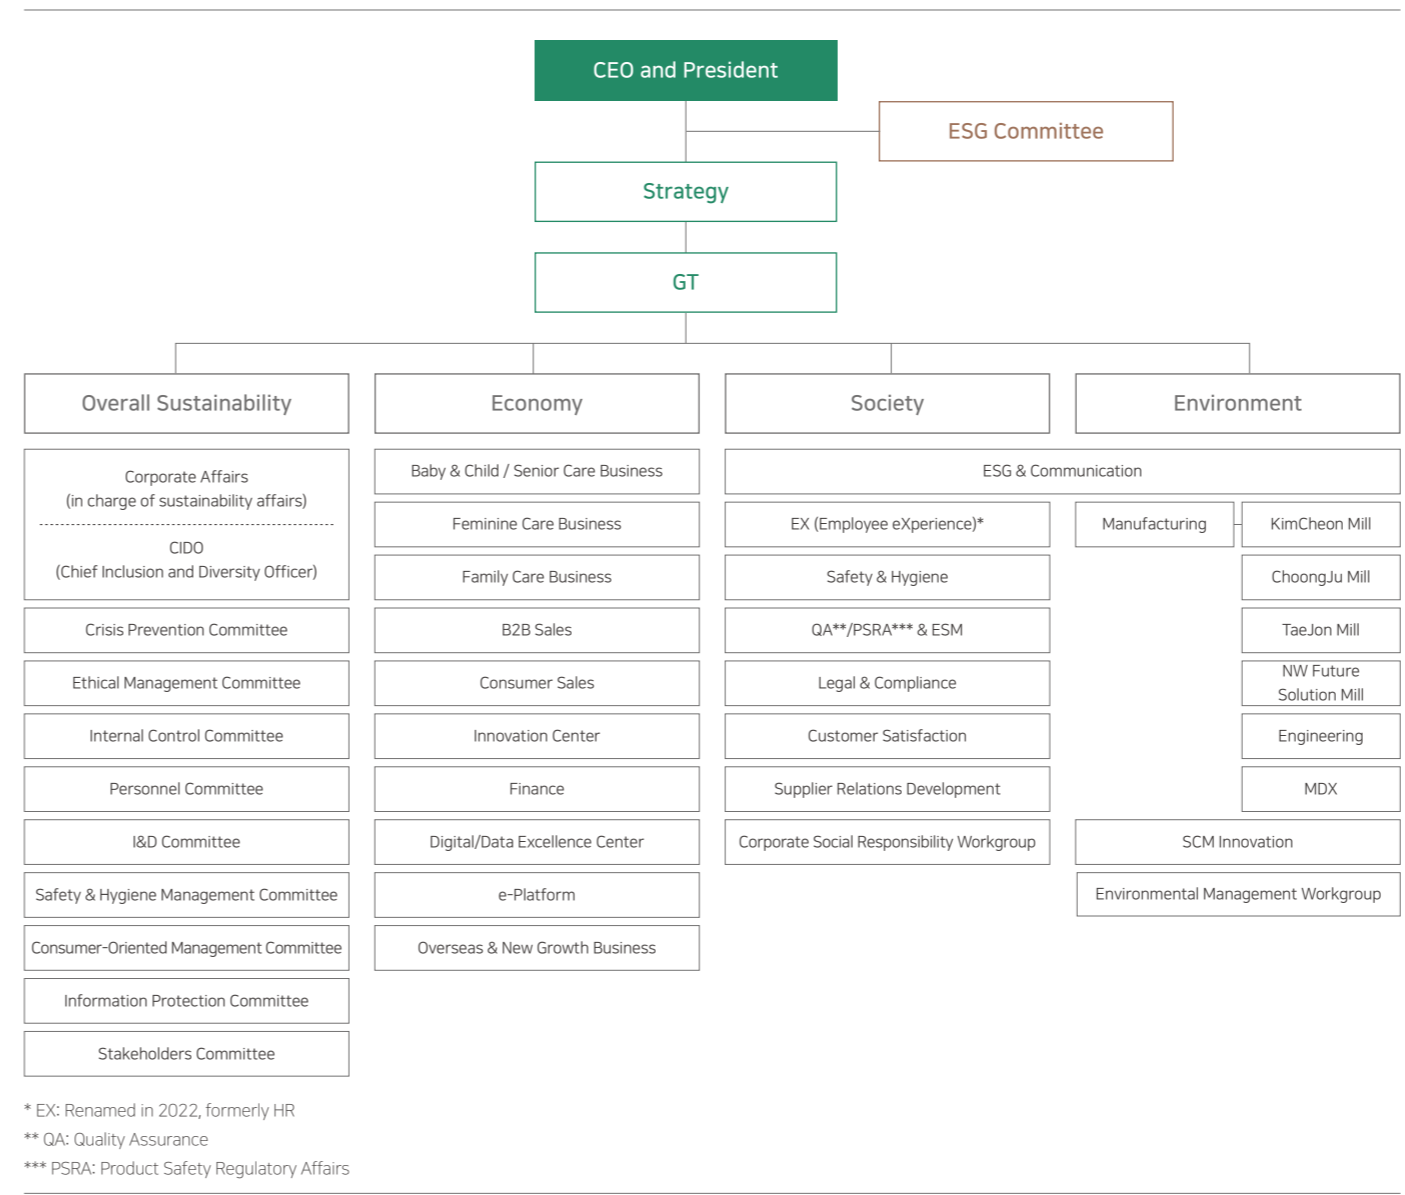 CEO and President
ESG Committee
Strategy
GT
Overall Sustainability
Corporate Affairs
(in charge of sustainability affairs)
CIDO
(Chief Inclusion and Diversity Officer)
Crisis Prevention Committee
Ethical Management Committee
Internal Control Committee
Personnel Committee
I&D Committee
Safety & Hygiene Management Committee
Consumer-Oriented Management Committee
Information Protection Committee
Stakeholders Committee
Economy
Baby & Child / Senior Care Business
Feminine Care Business
Family Care Business
B2B Sales
Consumer Sales
Innovation Center
Finance
Digital/Data Excellence Center
e-Platform
Overseas & New Growth Business
Society
Environment
ESG & Communication
EX (Employee eXperience)*
Safety & Hygiene
QA**/PSRA*** & ESM
Legal & Compliance
Customer Satisfaction
Supplier Relations Development
Corporate Social Responsibility Workgroup
Manufacturing
KimCheon Mill
ChoongJu Mill
TaeJon Mill
NW Future
Solution Mill
Engineering
MDX
SCM Innovation
Environmental Management Workgroup
* EX: Renamed in 2022, formerly HR
** QA: Quality Assurance
*** PSRA: Product Safety Regulatory Affairs